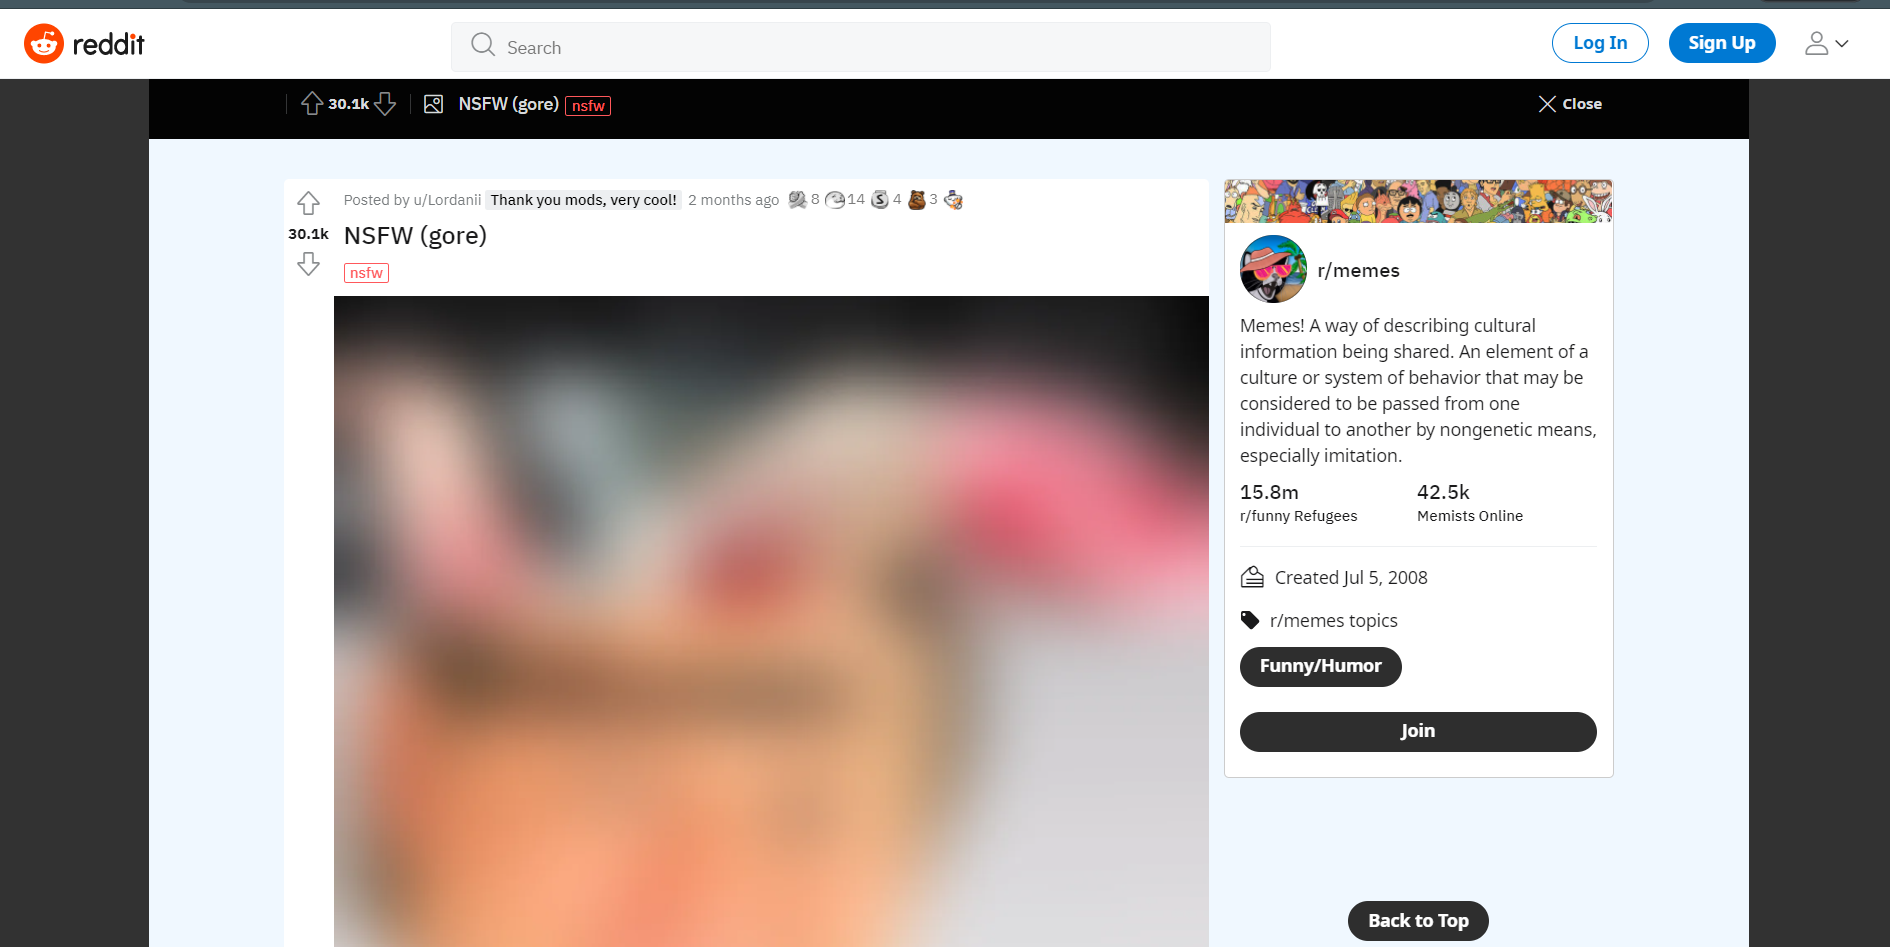 reddit
Search
Log In
Sign Up
30.1k
NSFW (gore) nsfw
Close
Posted by u/Lordanii Thank you mods, very cool! 2 months ago 8 14 4 3
30.1k
NSFW (gore)
nsfw
r/memes
Memes! A way of describing cultural
information being shared. An element of a
culture or system of behavior that may be
considered to be passed from one
individual to another by nongenetic means,
especially imitation.
15.8m
r/funny Refugees
42.5k
Memists Online
Created Jul 5, 2008
r/memes topics
Funny/Humor
Join
Back to Top